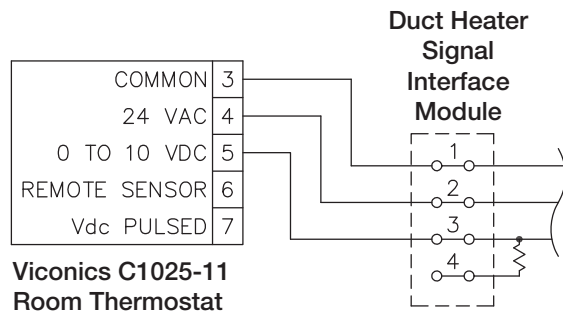 Duct Heater
Signal
Interface
Module
COMMON 3
24 VAC 4
0 TO 10 VDC 5
REMOTE SENSOR 6
Vdc PULSED 7
1
2
3
4
Viconics C1025-11
Room Thermostat